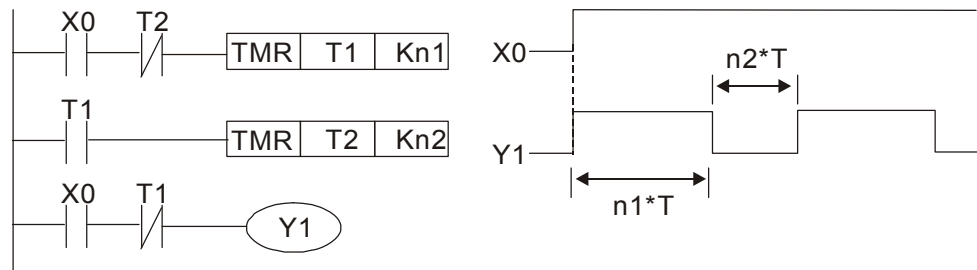 X0 T2
TMR T1 Kn1
T1
TMR T2 Kn2
X0 T1
Y1
X0
n2*T
Y1
n1*T